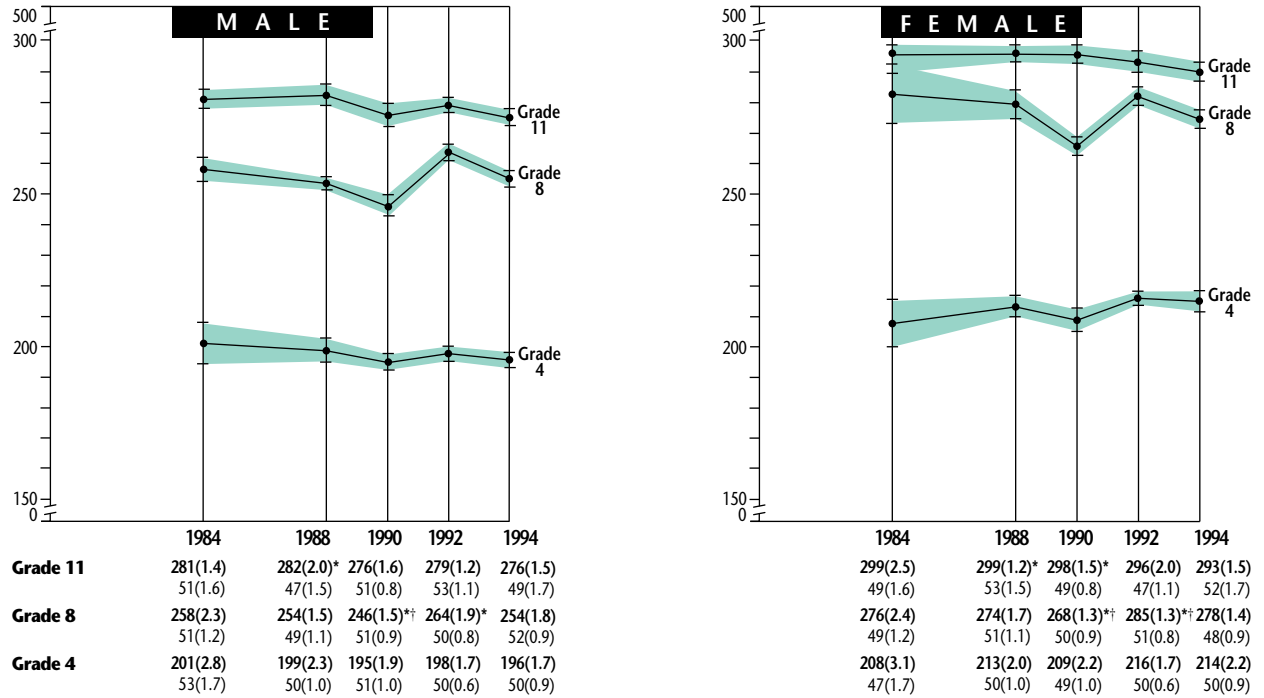 MALE
500
300
250
200
150
0
Grade
11
Grade
8
Grade
4
1984 1988 1990 1992 1994
Grade 11 281(1.4) 282(2.0)* 276(1.6) 279(1.2) 276(1.5)
51(1.6) 47(1.5) 51(0.8) 53(1.1) 49(1.7)
Grade 8 258(2.3) 254(1.5) 246(1.5)*† 264(1.9)* 254(1.8)
51(1.2) 49(1.1) 51(0.9) 50(0.8) 52(0.9)
Grade 4 201(2.8) 199(2.3) 195(1.9) 198(1.7) 196(1.7)
53(1.7) 50(1.0) 51(1.0) 50(0.6) 50(0.9)
FEMALE
500
300
250
200
150
0
Grade
11
Grade
8
Grade
4
1984 1988 1990 1992 1994
299(2.5) 299(1.2)* 298(1.5)* 296(2.0) 293(1.5)
49(1.6) 53(1.5) 49(0.8) 47(1.1) 52(1.7)
276(2.4) 274(1.7) 268(1.3)*† 285(1.3)*† 278(1.4)
49(1.2) 51(1.1) 50(0.9) 51(0.8) 48(0.9)
208(3.1) 213(2.0) 209(2.2) 216(1.7) 214(2.2)
47(1.7) 50(1.0) 49(1.0) 50(0.6) 50(0.9)